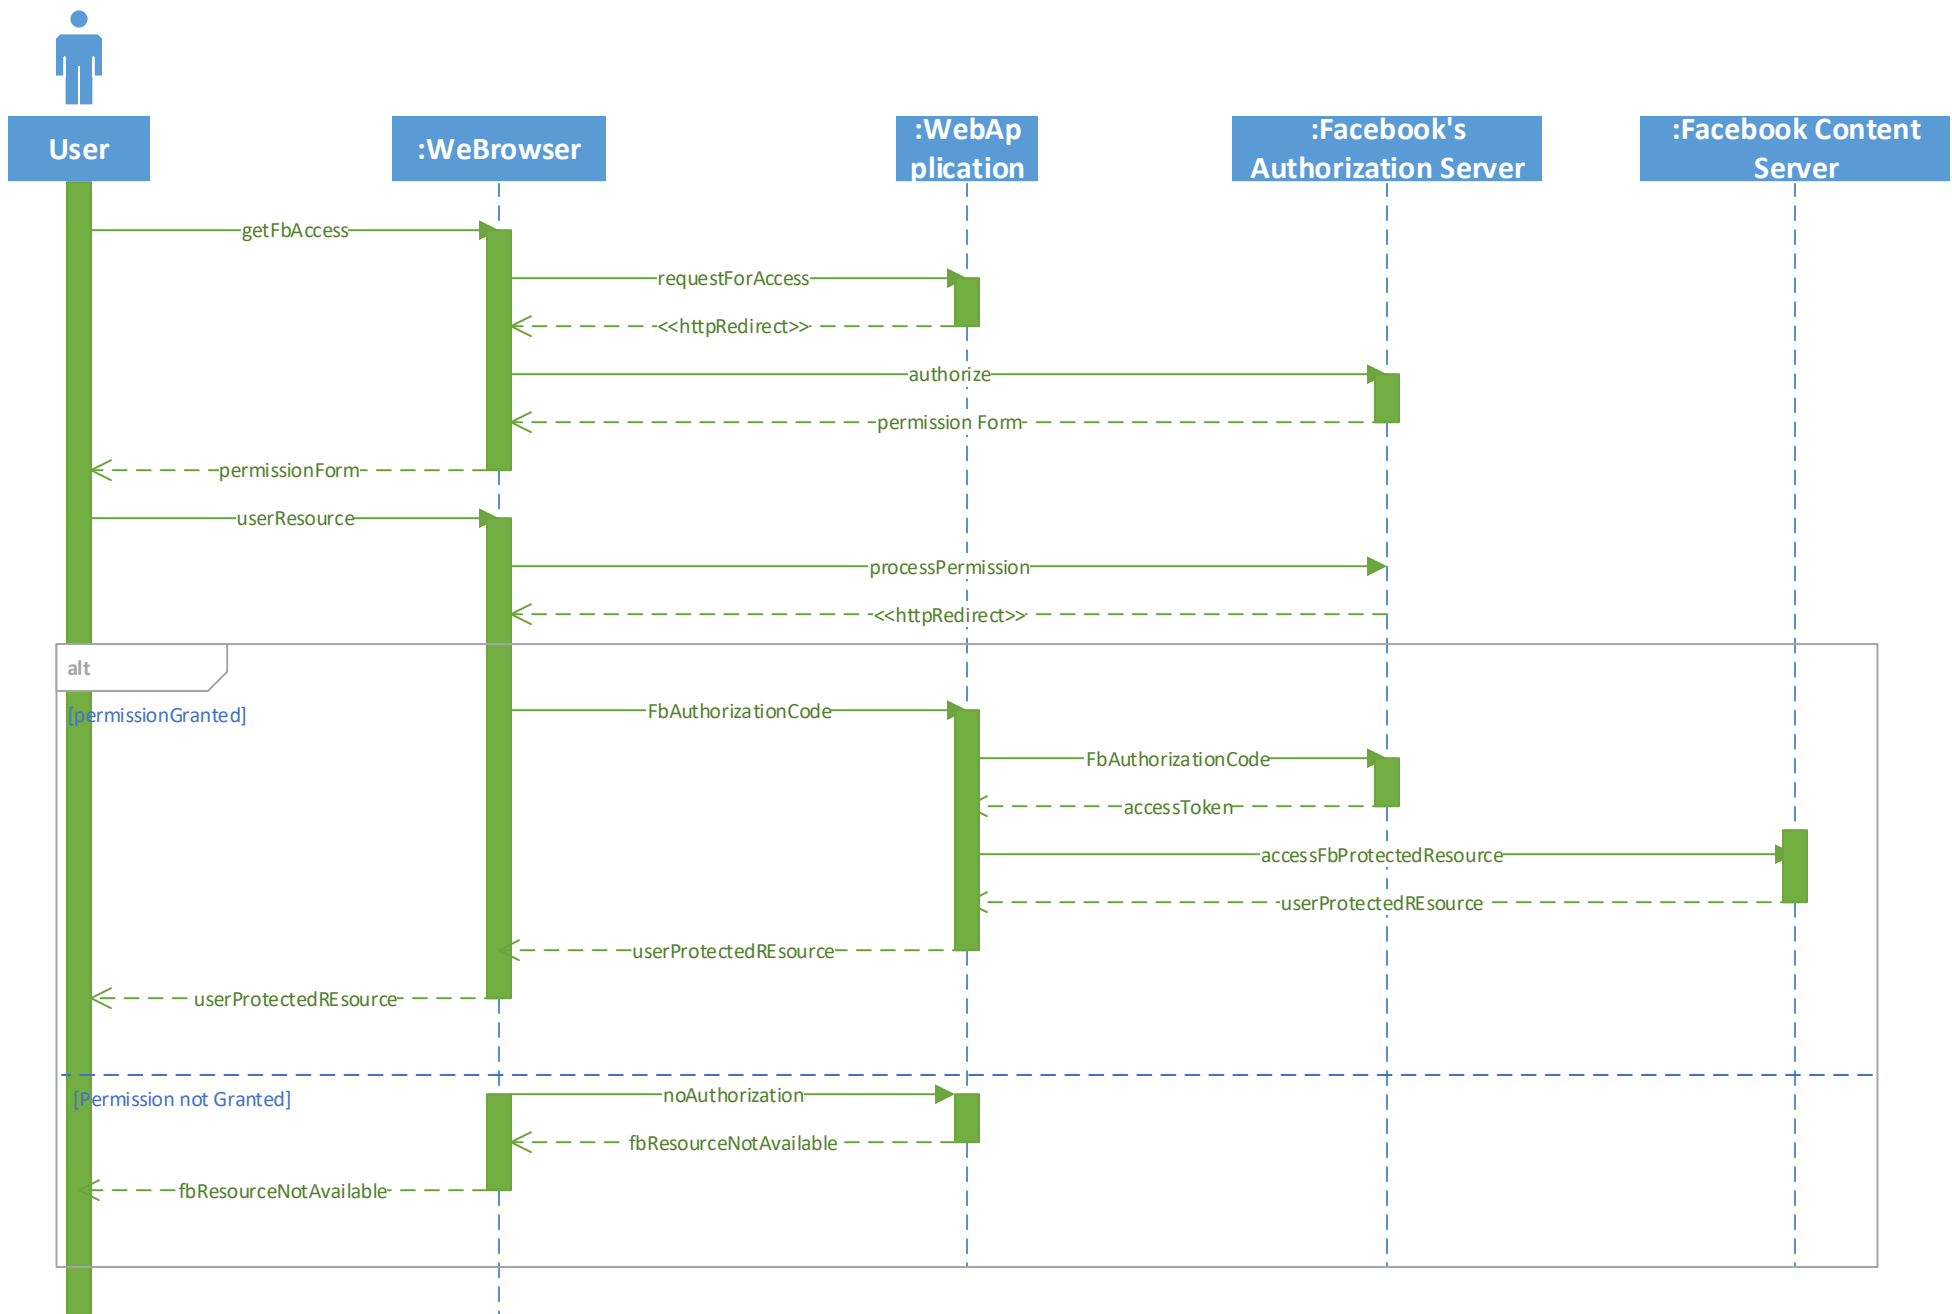 User
:WeBrowser
:WebAp
plication
:Facebook's
Authorization Server
:Facebook Content
Server
getFbAccess
requestForAccess
<<httpRedirect>>
authorize
permission Form
permissionForm
userResource
processPermission
<<httpRedirect>>
alt
[permissionGranted]
FbAuthorizationCode
FbAuthorizationCode
accessToken
accessFbProtectedResource
userProtectedREsource
userProtectedREsource
userProtectedREsource
[Permission not Granted]
noAuthorization
fbResourceNotAvailable
fbResourceNotAvailable